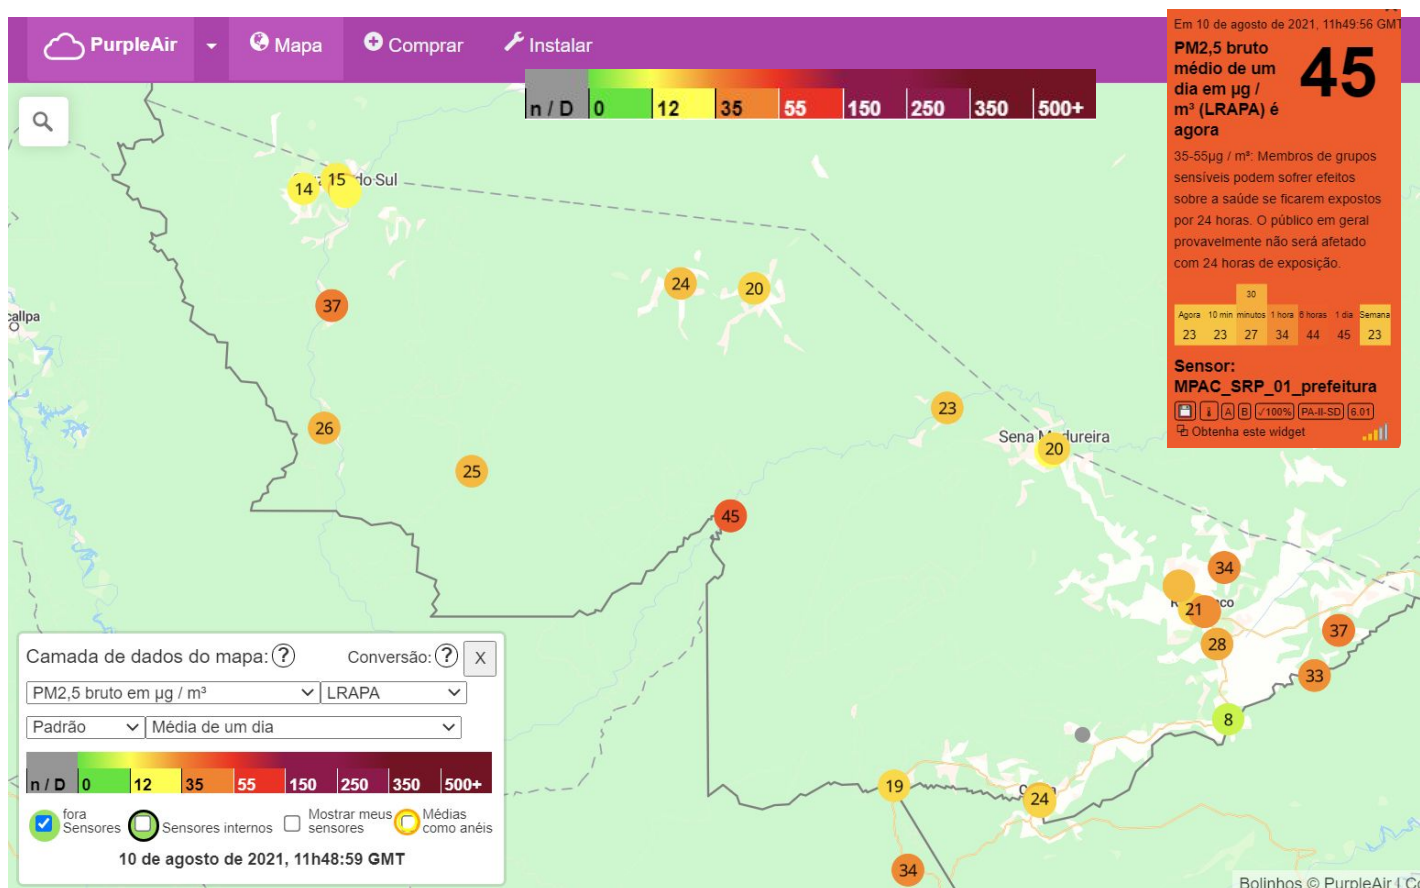 PurpleAir
Mapa
Comprar
Instalar
n / D 0 12 35 55 150 250 350 500+
Em 10 de agosto de 2021, 11h49:56 GMT
PM2,5 bruto
médio de um
dia em µg /
m³ (LRAPA) é
agora
45
35-55µg / m³: Membros de grupos
sensíveis podem sofrer efeitos
sobre a saúde se ficarem expostos
por 24 horas. O público em geral
provavelmente não será afetado
com 24 horas de exposição.
30
Agora 10 min minutos 1 hora 6 horas 1 dia Semana
23 23 27 34 44 45 23
Sensor:
MPAC_SRP_01_prefeitura
A B ✓100% PA-II-SD 6.01
Obtenha este widget
14
15
do Sul
24
20
37
callpa
23
26
Sena Madureira
20
25
45
34
21
37
28
33
8
19
24
34
Camada de dados do mapa: ?
Conversão: ? X
PM2,5 bruto em µg / m³
LRAPA
Padrão
Média de um dia
n / D 0 12 35 55 150 250 350 500+
fora
Sensores
Sensores internos
Mostrar meus
sensores
Médias
como anéis
10 de agosto de 2021, 11h48:59 GMT
Bolinhos © PurpleAir | Co